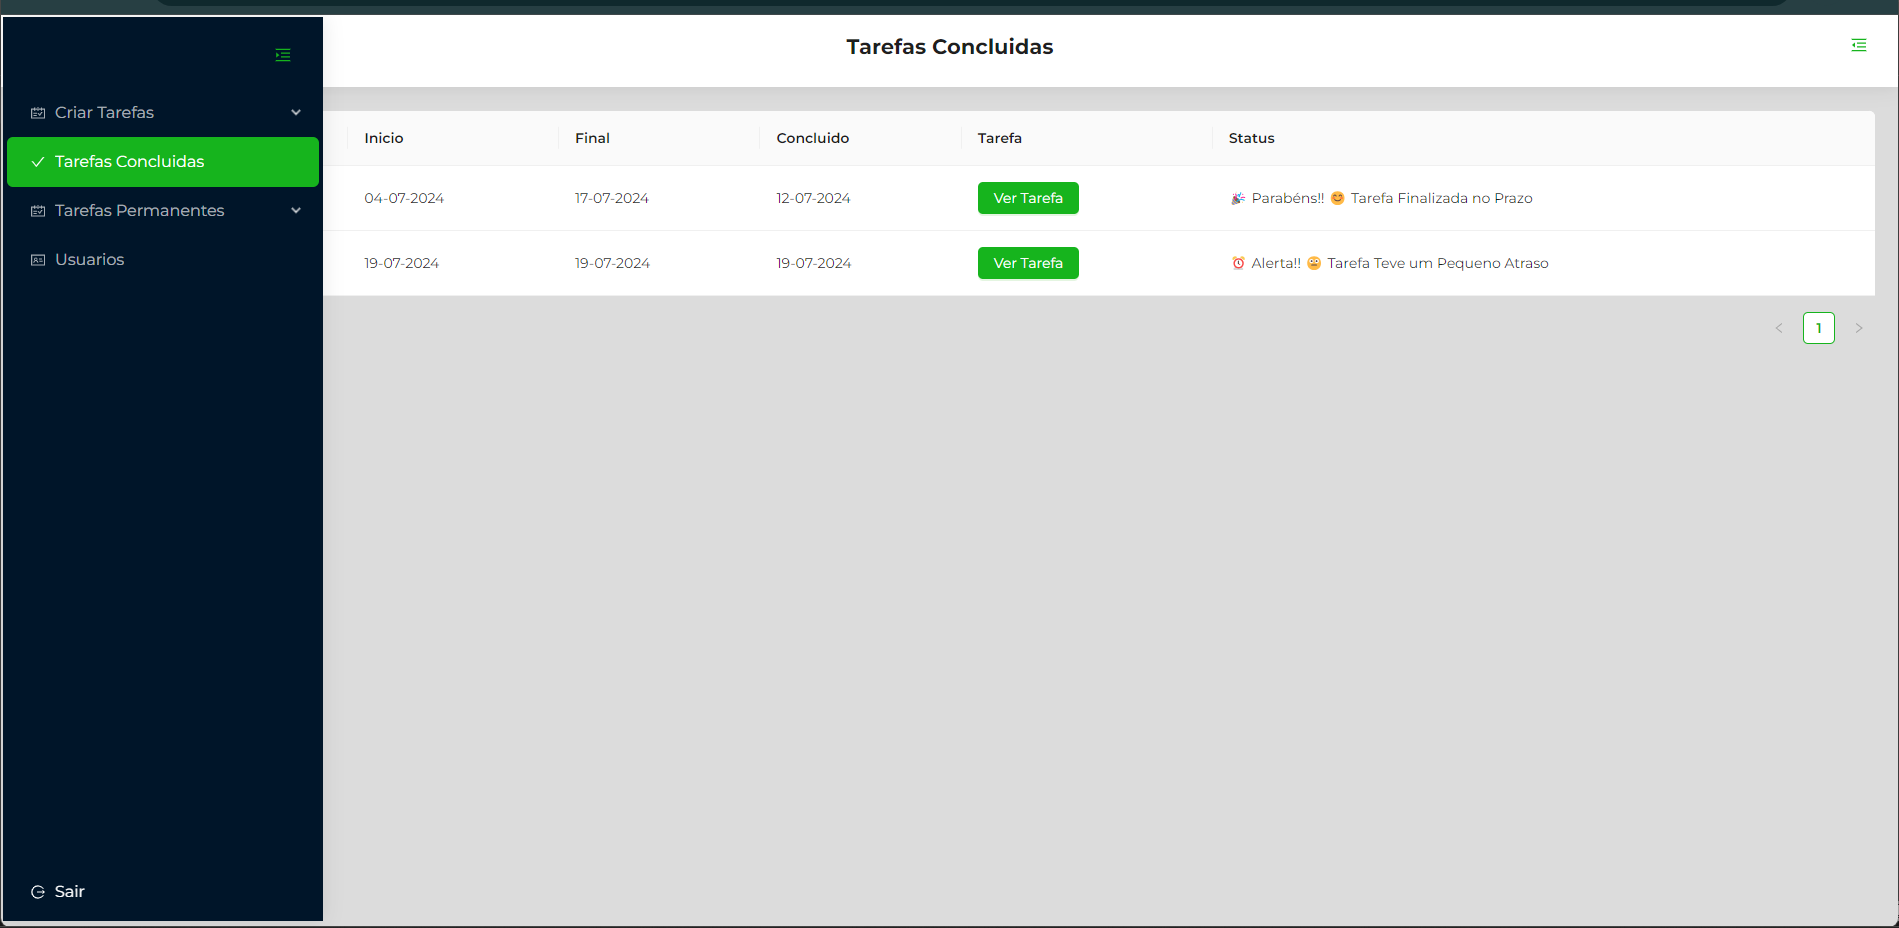 Tarefas Concluidas
Criar Tarefas
Tarefas Concluidas
Tarefas Permanentes
Usuarios
Sair
Inicio Final Concluido Tarefa Status
04-07-2024 17-07-2024 12-07-2024 Ver Tarefa 🎉 Parabéns!! 😊 Tarefa Finalizada no Prazo
19-07-2024 19-07-2024 19-07-2024 Ver Tarefa ⏰ Alerta!! 😐 Tarefa Teve um Pequeno Atraso
1